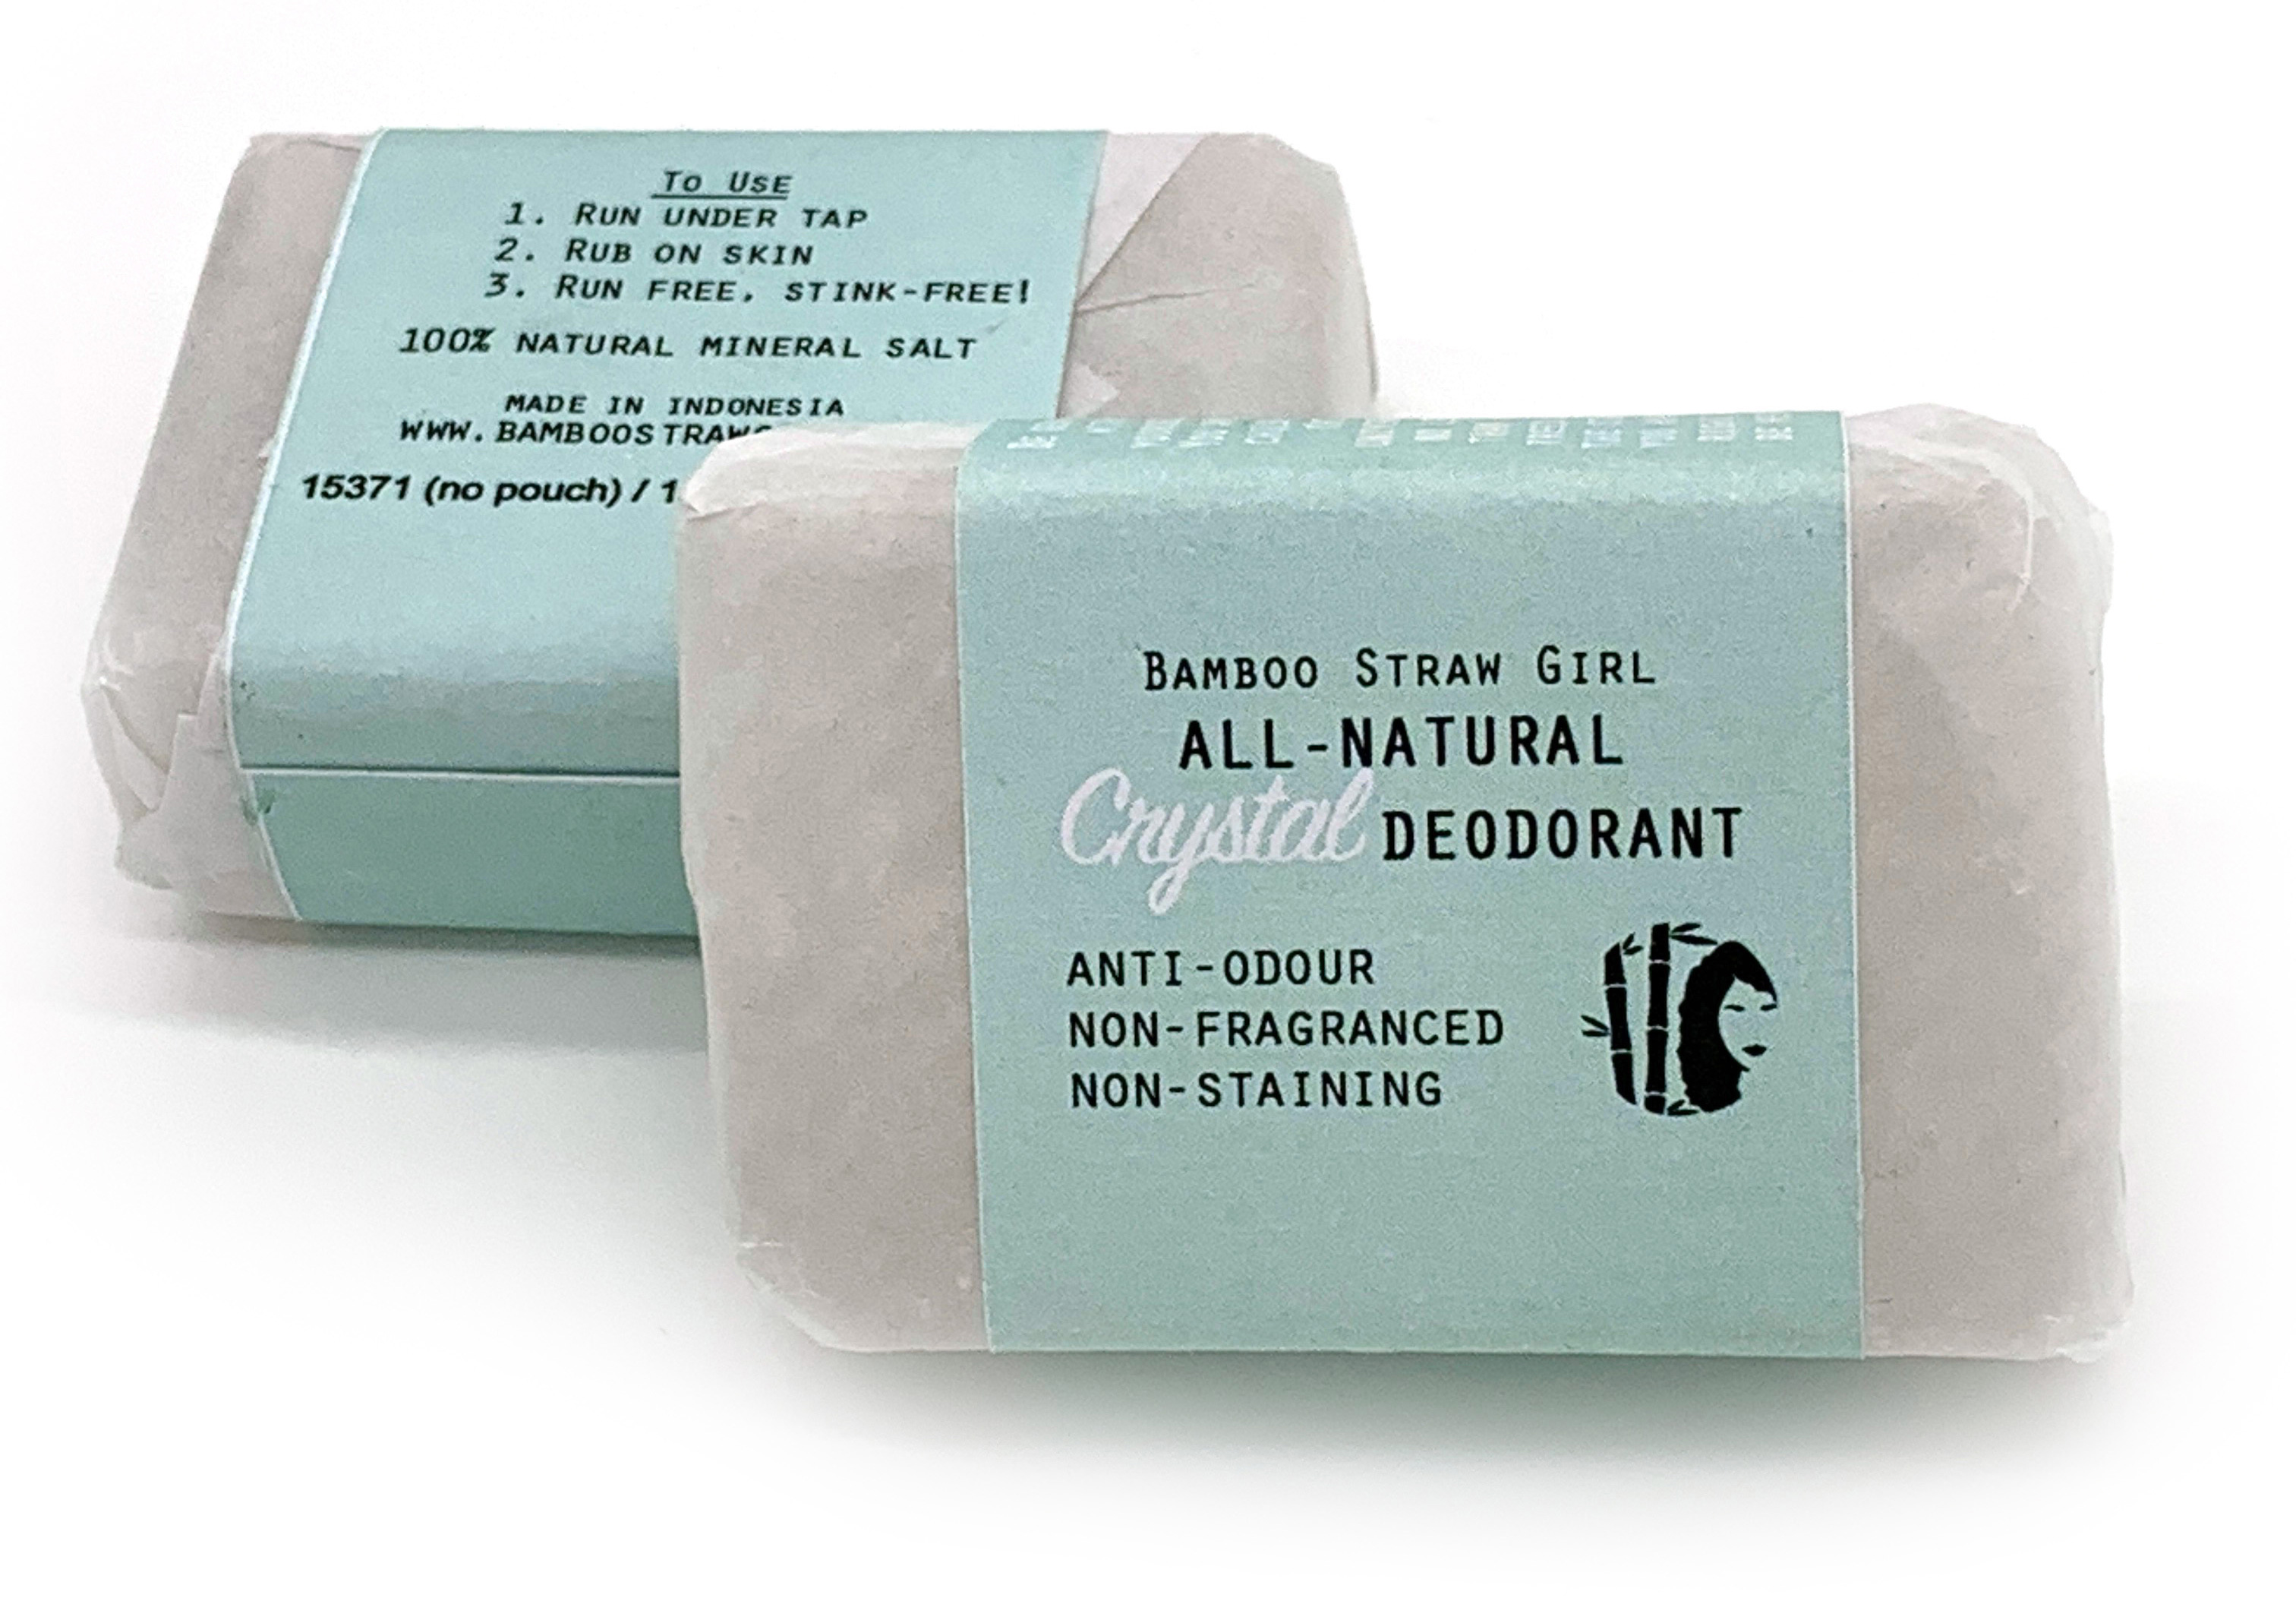 To Use
1. Run under tap
2. Rub on skin
3. Run free, stink-free!
100% natural mineral salt
made in Indonesia
www.bamboostraw
15371 (no pouch) / 1
Bamboo Straw Girl
ALL-NATURAL
Crystal DEODORANT
ANTI-ODOUR
NON-FRAGRANCED
NON-STAINING